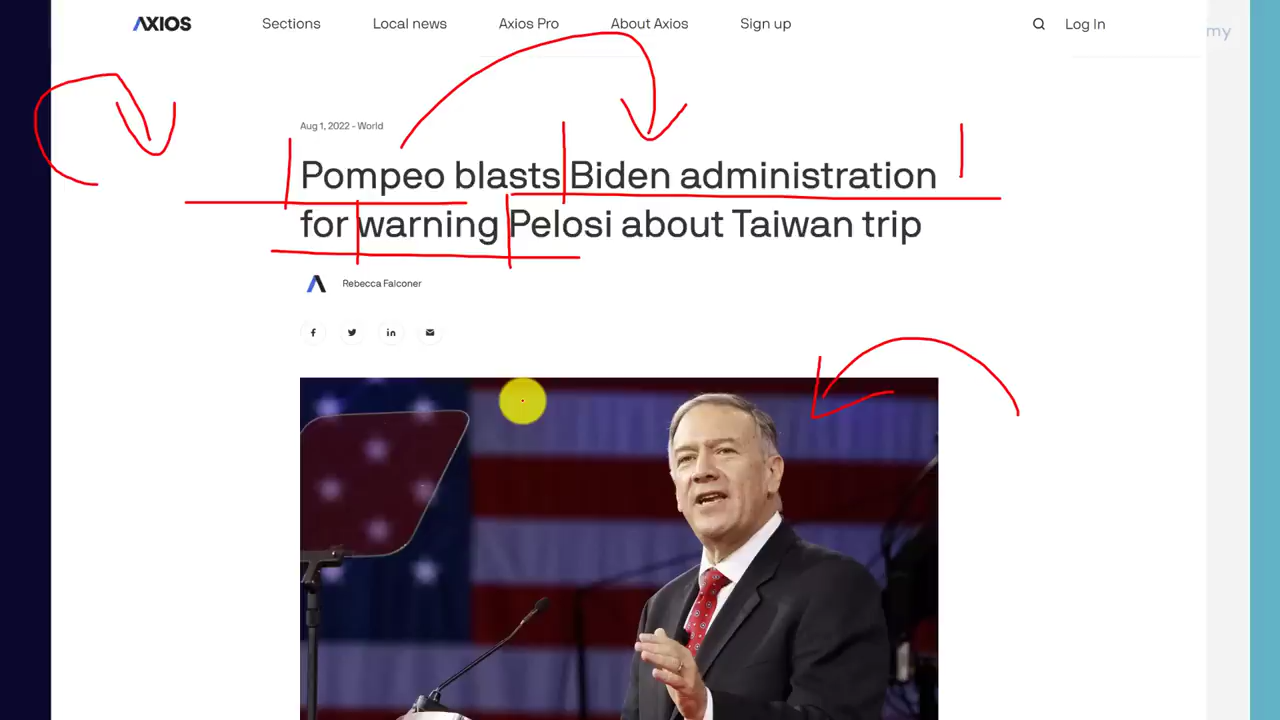 AXIOS Sections Local news Axios Pro About Axios Sign up Log In
my
Aug 1, 2022 - World
Pompeo blasts Biden administration
for warning Pelosi about Taiwan trip
Rebecca Falconer